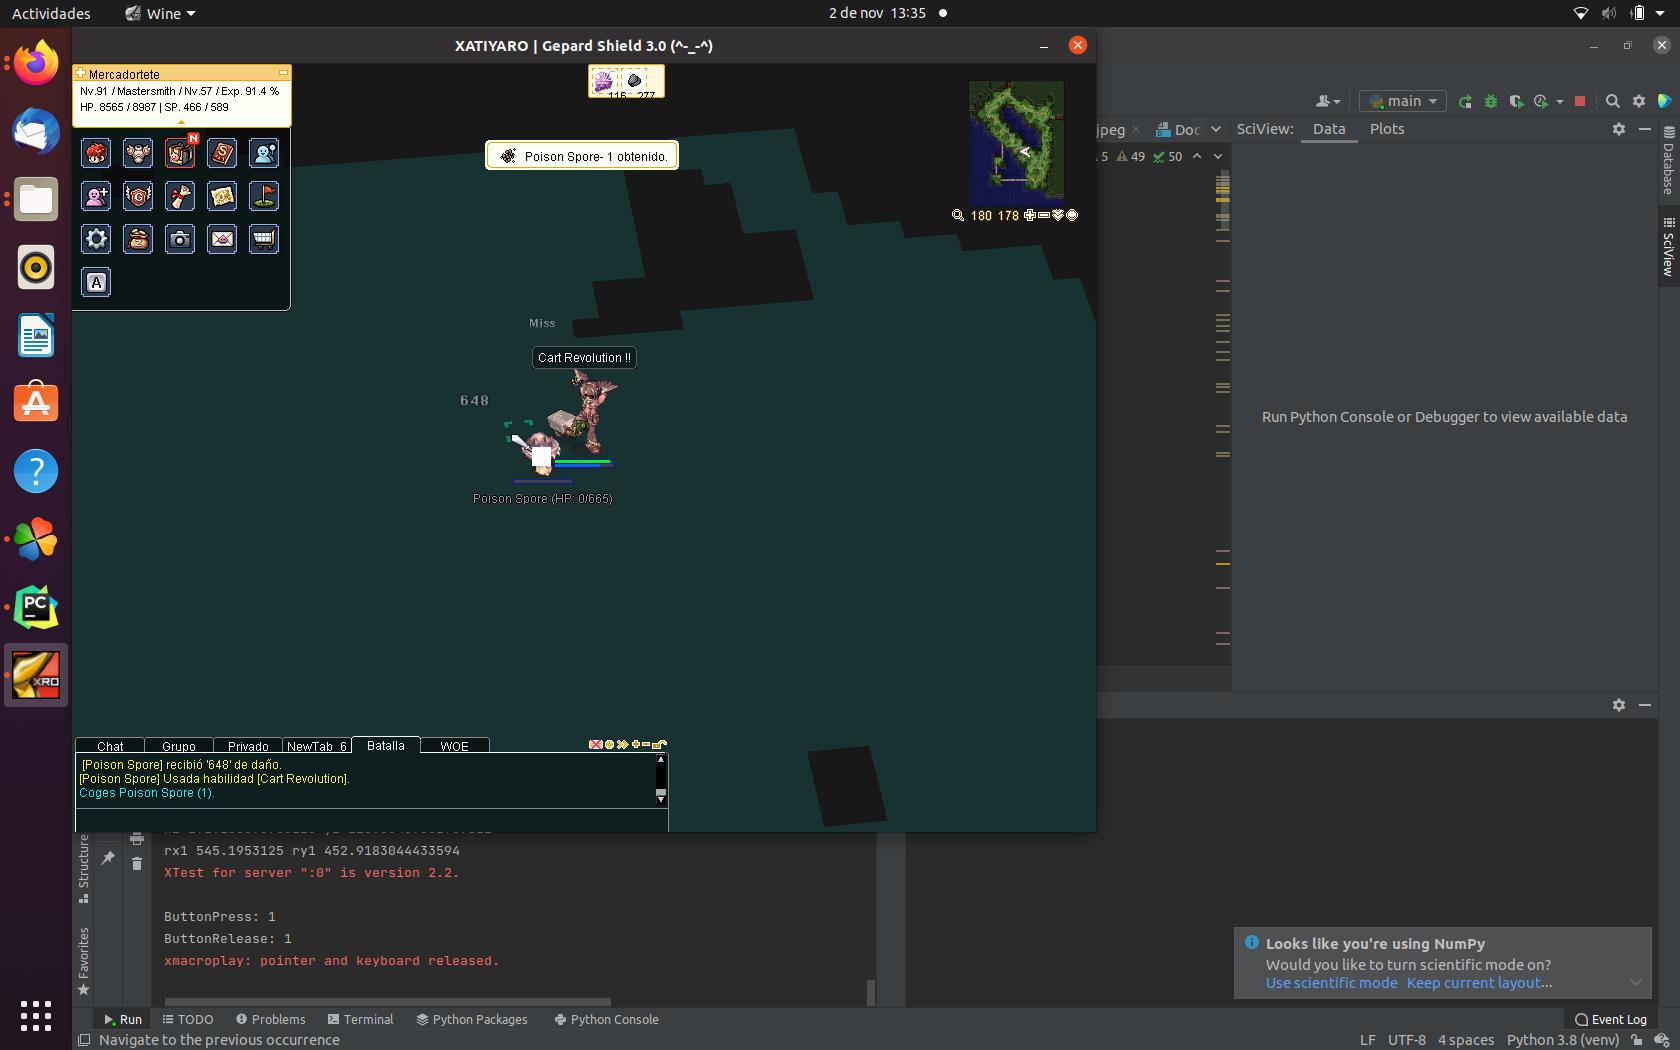 Actividades
Wine
2 de nov 13:35
XATIYARO | Gepard Shield 3.0 (^-_-^)
Mercadortete
Nv.91 / Mastersmith / Nv.57 / Exp. 91.4 %
HP. 8565 / 8987 | SP. 466 / 589
N
A
116 277
Poison Spore- 1 obtenido.
180 178
Miss
Cart Revolution !!
648
Poison Spore (HP: 0/665)
Chat
Grupo
Privado
NewTab_6
Batalla
WOE
[Poison Spore] recibió '648' de daño.
[Poison Spore] Usada habilidad [Cart Revolution].
Coges Poison Spore (1).
main
jpeg
Doc
SciView:
Data
Plots
5
49
50
Database
SciView
Run Python Console or Debugger to view available data
PC
XRO
rx1 545.1953125 ry1 452.9183044433594
XTest for server ":0" is version 2.2.
ButtonPress: 1
ButtonRelease: 1
xmacroplay: pointer and keyboard released.
Structure
Favorites
Looks like you're using NumPy
Would you like to turn scientific mode on?
Use scientific mode Keep current layout...
Run
TODO
Problems
Terminal
Python Packages
Python Console
Event Log
Navigate to the previous occurrence
LF UTF-8 4 spaces Python 3.8 (venv)